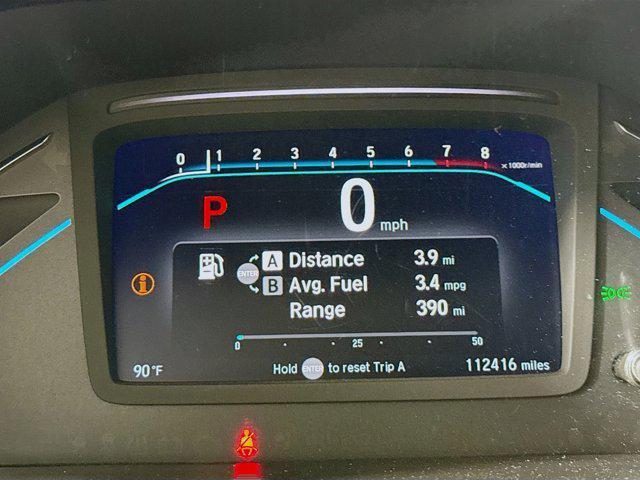 0 1 2 3 4 5 6 7 8 x 1000r/min
P 0 mph
A Distance 3.9 mi
ENTER
B Avg. Fuel 3.4 mpg
Range 390 mi
0 25 50
90°F Hold ENTER to reset Trip A 112416 miles